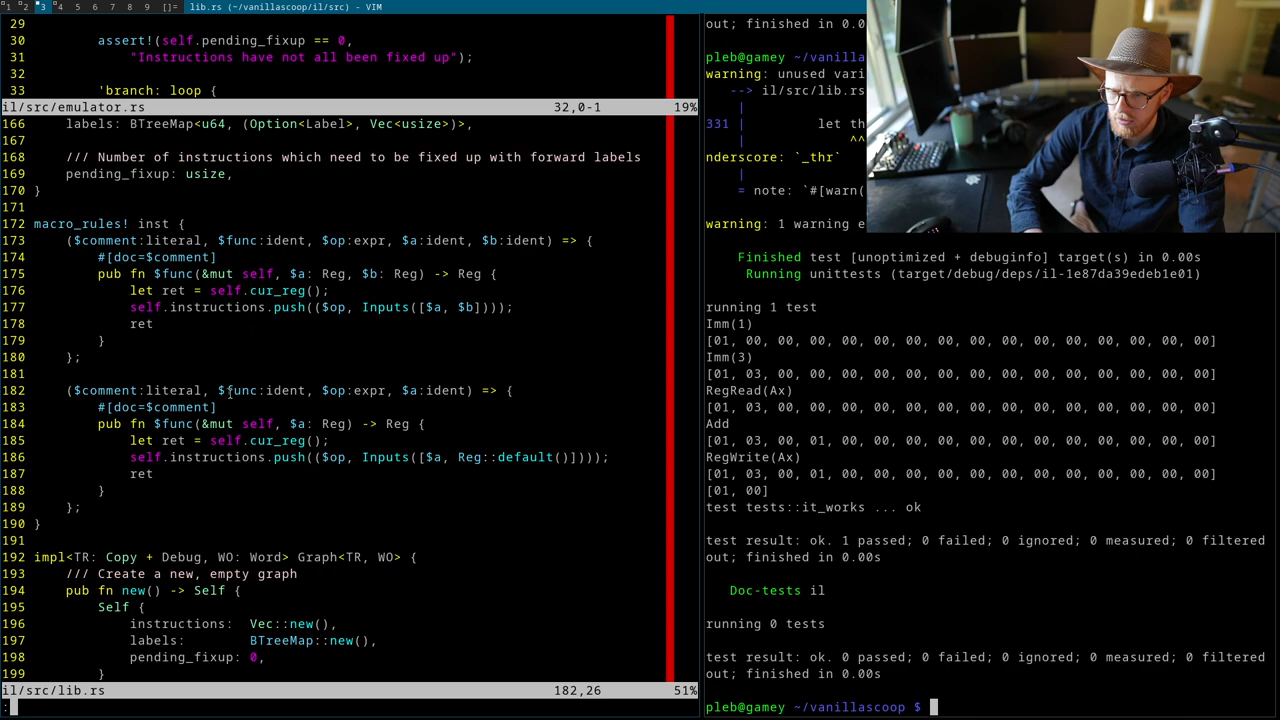 1 2 3 4 5 6 7 8 9 []= lib.rs (~/vanillascoop/il/src) - VIM
29
30 assert!(self.pending_fixup == 0,
31 "Instructions have not all been fixed up");
32
33 'branch: loop {
il/src/emulator.rs 32,0-1 19%
166 labels: BTreeMap<u64, (Option<Label>, Vec<usize>)>,
167
168 /// Number of instructions which need to be fixed up with forward labels
169 pending_fixup: usize,
170 }
171
172 macro_rules! inst {
173 ($comment:literal, $func:ident, $op:expr, $a:ident, $b:ident) => {
174 #[doc=$comment]
175 pub fn $func(&mut self, $a: Reg, $b: Reg) -> Reg {
176 let ret = self.cur_reg();
177 self.instructions.push(($op, Inputs([$a, $b])));
178 ret
179 }
180 };
181
182 ($comment:literal, $func:ident, $op:expr, $a:ident) => {
183 #[doc=$comment]
184 pub fn $func(&mut self, $a: Reg) -> Reg {
185 let ret = self.cur_reg();
186 self.instructions.push(($op, Inputs([$a, Reg::default()])));
187 ret
188 }
189 };
190 }
191
192 impl<TR: Copy + Debug, WO: Word> Graph<TR, WO> {
193 /// Create a new, empty graph
194 pub fn new() -> Self {
195 Self {
196 instructions: Vec::new(),
197 labels: BTreeMap::new(),
198 pending_fixup: 0,
199 }
il/src/lib.rs 182,26 51%
:
out; finished in 0.0
pleb@gamey ~/vanilla
warning: unused vari
--> il/src/lib.rs
|
331 | let th
| ^^
nderscore: `_thr`
|
= note: `#[warn(
warning: 1 warning e
Finished test [unoptimized + debuginfo] target(s) in 0.00s
Running unittests (target/debug/deps/il-1e87da39edeb1e01)
running 1 test
Imm(1)
[01, 00, 00, 00, 00, 00, 00, 00, 00, 00, 00, 00, 00, 00, 00, 00]
Imm(3)
[01, 03, 00, 00, 00, 00, 00, 00, 00, 00, 00, 00, 00, 00, 00, 00]
RegRead(Ax)
[01, 03, 00, 00, 00, 00, 00, 00, 00, 00, 00, 00, 00, 00, 00, 00]
Add
[01, 03, 00, 01, 00, 00, 00, 00, 00, 00, 00, 00, 00, 00, 00, 00]
RegWrite(Ax)
[01, 03, 00, 01, 00, 00, 00, 00, 00, 00, 00, 00, 00, 00, 00, 00]
[01, 00]
test tests::it_works ... ok
test result: ok. 1 passed; 0 failed; 0 ignored; 0 measured; 0 filtered
out; finished in 0.00s
Doc-tests il
running 0 tests
test result: ok. 0 passed; 0 failed; 0 ignored; 0 measured; 0 filtered
out; finished in 0.00s
pleb@gamey ~/vanillascoop $